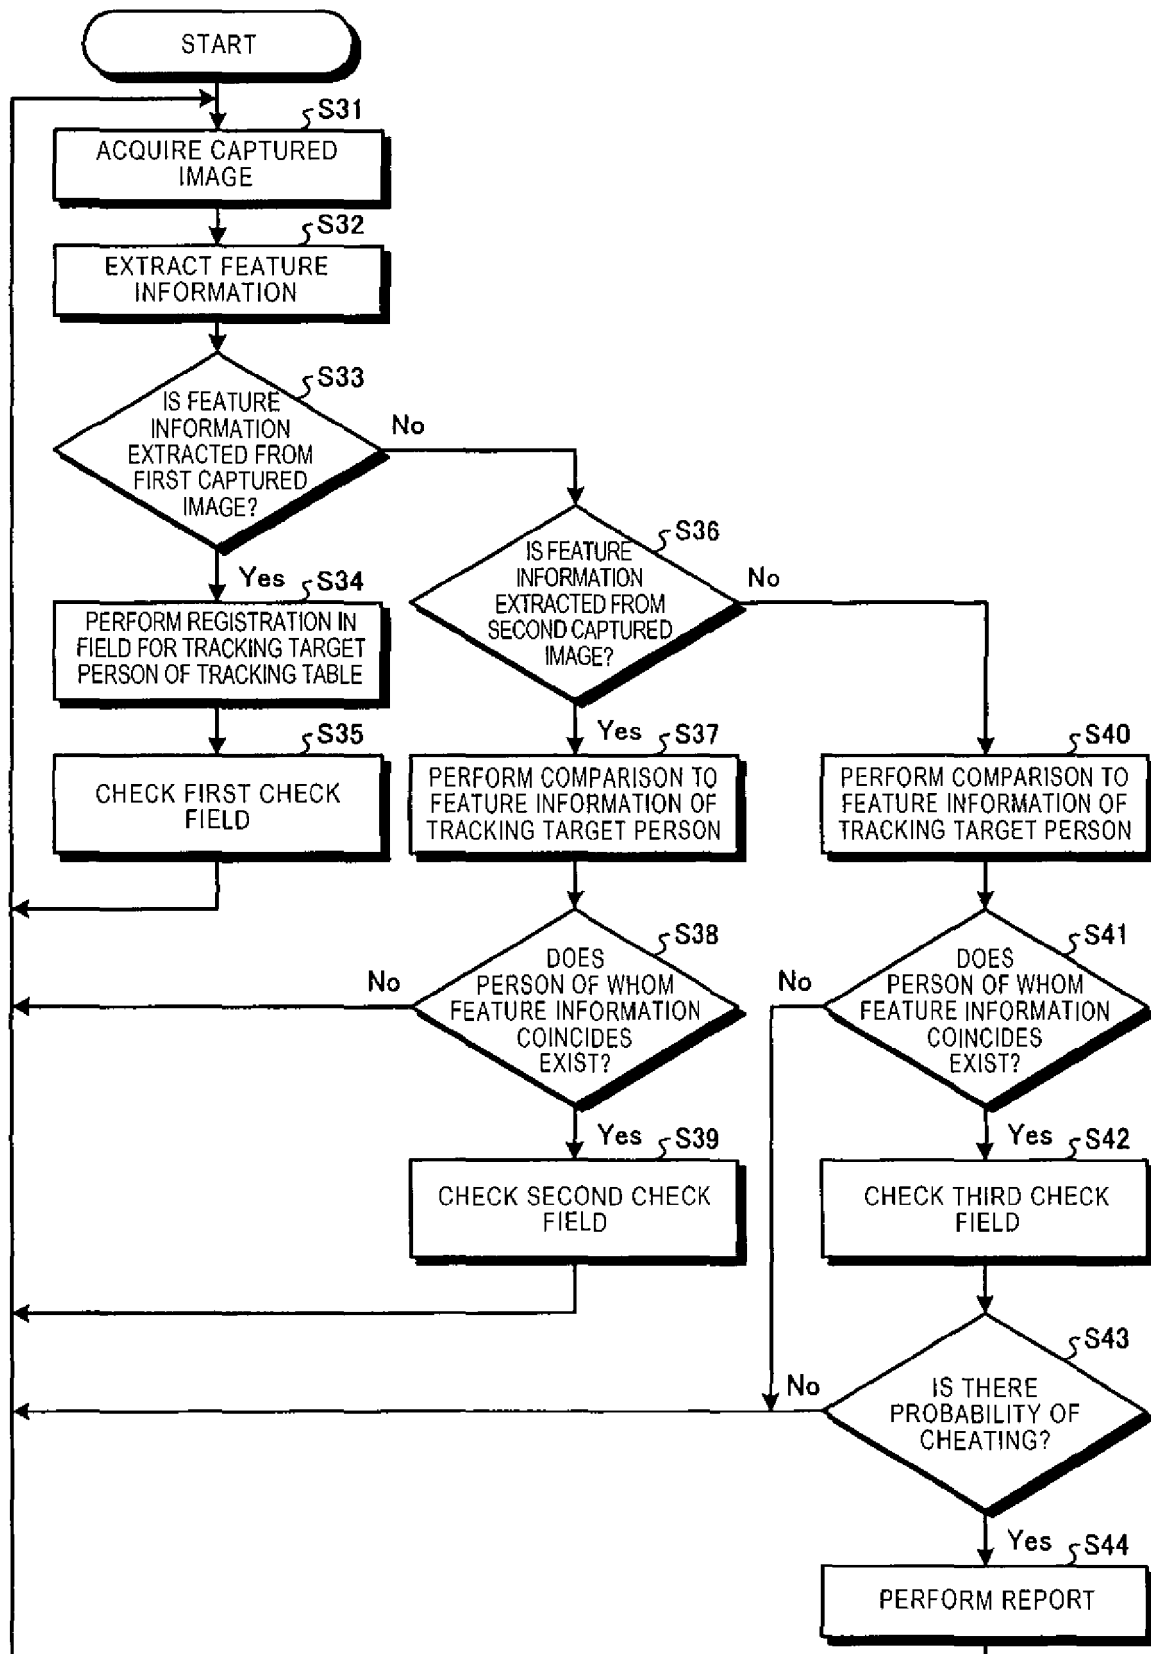 START
S31
ACQUIRE CAPTURED
IMAGE
S32
EXTRACT FEATURE
INFORMATION
S33
IS FEATURE
INFORMATION
EXTRACTED FROM
FIRST CAPTURED
IMAGE?
No
Yes
S34
PERFORM REGISTRATION IN
FIELD FOR TRACKING TARGET
PERSON OF TRACKING TABLE
S35
CHECK FIRST CHECK
FIELD
S36
IS FEATURE
INFORMATION
EXTRACTED FROM
SECOND CAPTURED
IMAGE?
No
Yes
S37
PERFORM COMPARISON TO
FEATURE INFORMATION OF
TRACKING TARGET PERSON
S38
DOES
PERSON OF WHOM
FEATURE INFORMATION
COINCIDES
EXIST?
No
Yes
S39
CHECK SECOND CHECK
FIELD
S40
PERFORM COMPARISON TO
FEATURE INFORMATION OF
TRACKING TARGET PERSON
S41
DOES
PERSON OF WHOM
FEATURE INFORMATION
COINCIDES
EXIST?
No
Yes
S42
CHECK THIRD CHECK
FIELD
S43
IS THERE
PROBABILITY OF
CHEATING?
No
Yes
S44
PERFORM REPORT